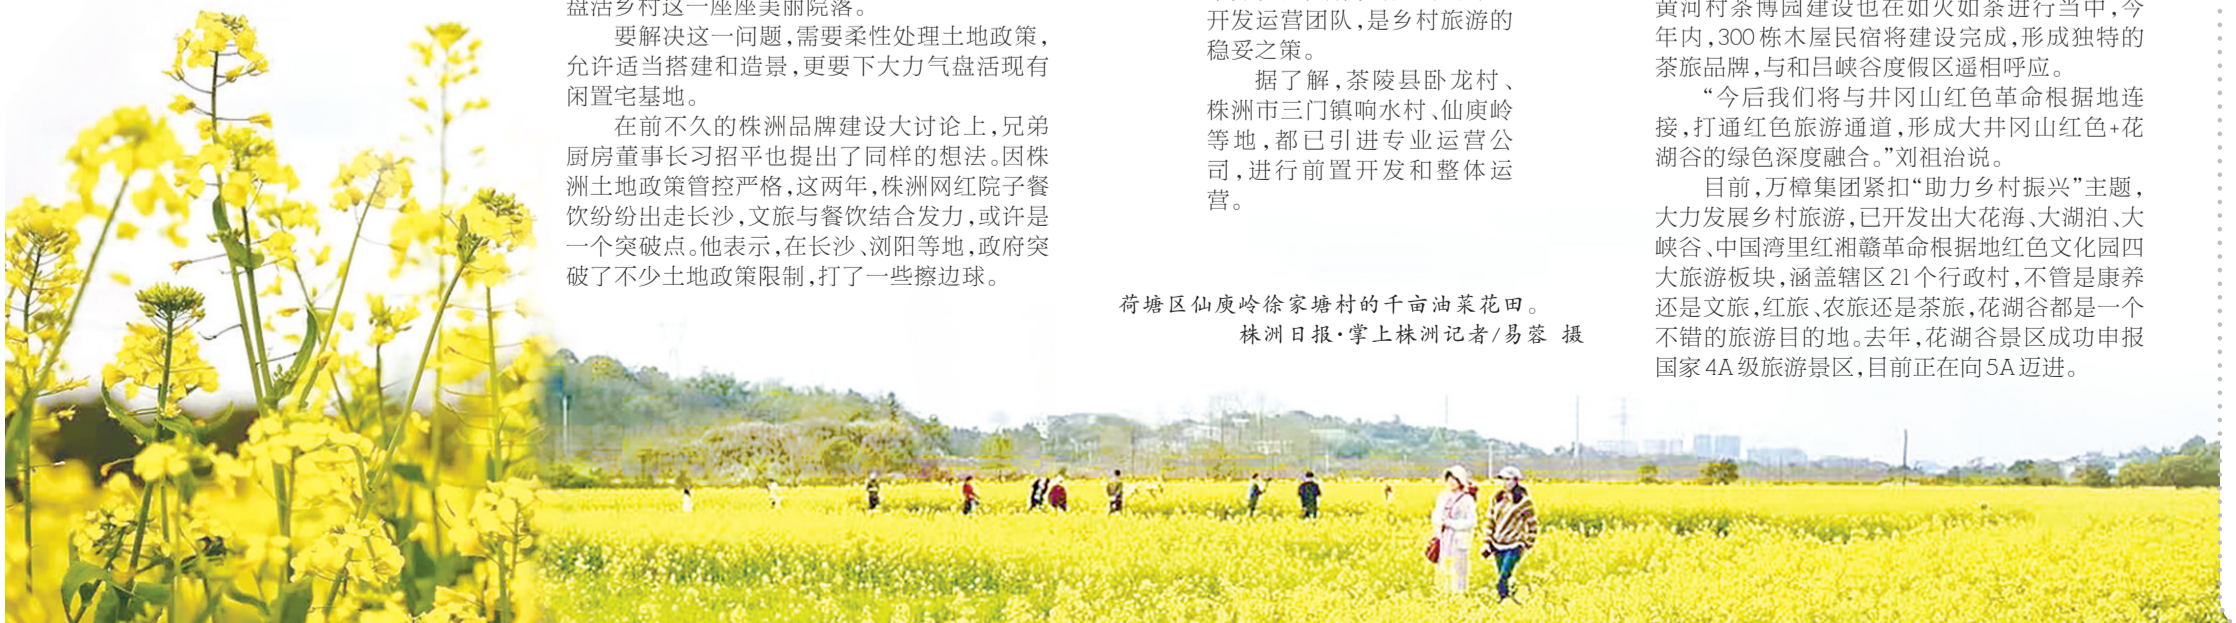 盘活乡村这一座座美丽院落。
要解决这一问题,需要柔性处理土地政策,
允许适当搭建和造景,更要下大力气盘活现有
闲置宅基地。
在前不久的株洲品牌建设大讨论上,兄弟
厨房董事长习招平也提出了同样的想法。因株
洲土地政策管控严格,这两年,株洲网红院子餐
饮纷纷出走长沙,文旅与餐饮结合发力,或许是
一个突破点。他表示,在长沙、浏阳等地,政府突
破了不少土地政策限制,打了一些擦边球。
开发运营团队,是乡村旅游的
稳妥之策。
据了解,茶陵县卧龙村、
株洲市三门镇响水村、仙庾岭
等地,都已引进专业运营公
司,进行前置开发和整体运
营。
荷塘区仙庾岭徐家塘村的千亩油菜花田。
株洲日报·掌上株洲记者/易蓉 摄
黄河村茶博园建设也在如火如荼进行当中,今
年内,300栋木屋民宿将建设完成,形成独特的
茶旅品牌,与和吕峡谷度假区遥相呼应。
“今后我们将与井冈山红色革命根据地连
接,打通红色旅游通道,形成大井冈山红色+花
湖谷的绿色深度融合。”刘祖治说。
目前,万樟集团紧扣“助力乡村振兴”主题,
大力发展乡村旅游,已开发出大花海、大湖泊、大
峡谷、中国湾里红湘赣革命根据地红色文化园四
大旅游板块,涵盖辖区21个行政村,不管是康养
还是文旅,红旅、农旅还是茶旅,花湖谷都是一个
不错的旅游目的地。去年,花湖谷景区成功申报
国家4A级旅游景区,目前正在向5A迈进。